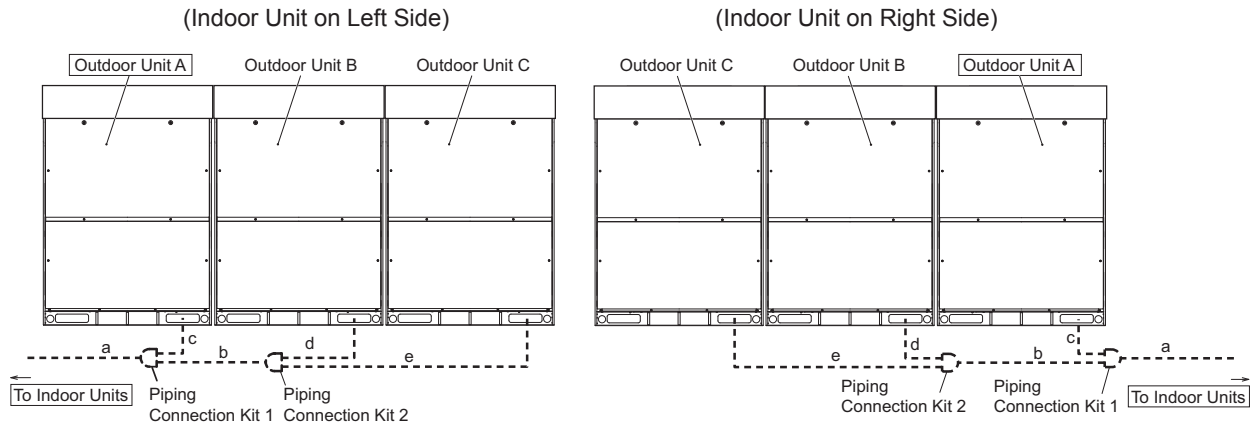 (Indoor Unit on Left Side)
Outdoor Unit A
Outdoor Unit B
Outdoor Unit C
c
d
a
b
e
To Indoor Units
Piping
Connection Kit 1
Piping
Connection Kit 2
(Indoor Unit on Right Side)
Outdoor Unit C
Outdoor Unit B
Outdoor Unit A
d
c
e
b
a
Piping
Connection Kit 2
Piping
Connection Kit 1
To Indoor Units